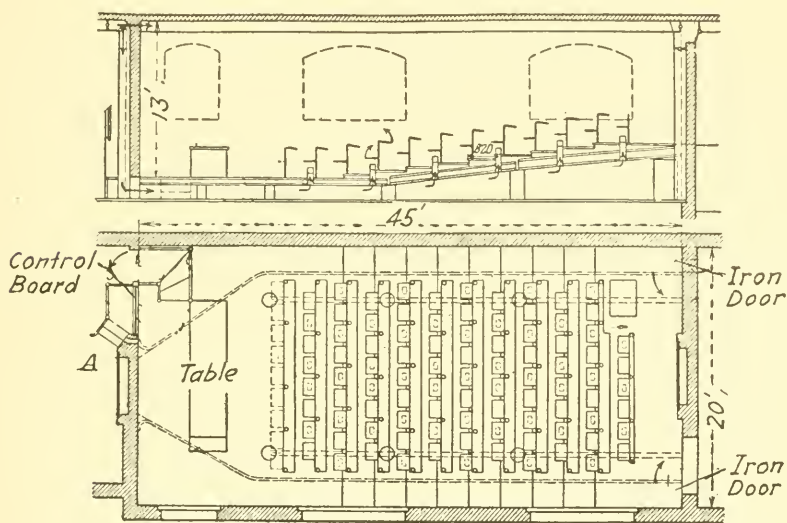 13'
820
45'
Control
Board
Iron
Door
A
Table
20'
Iron
Door